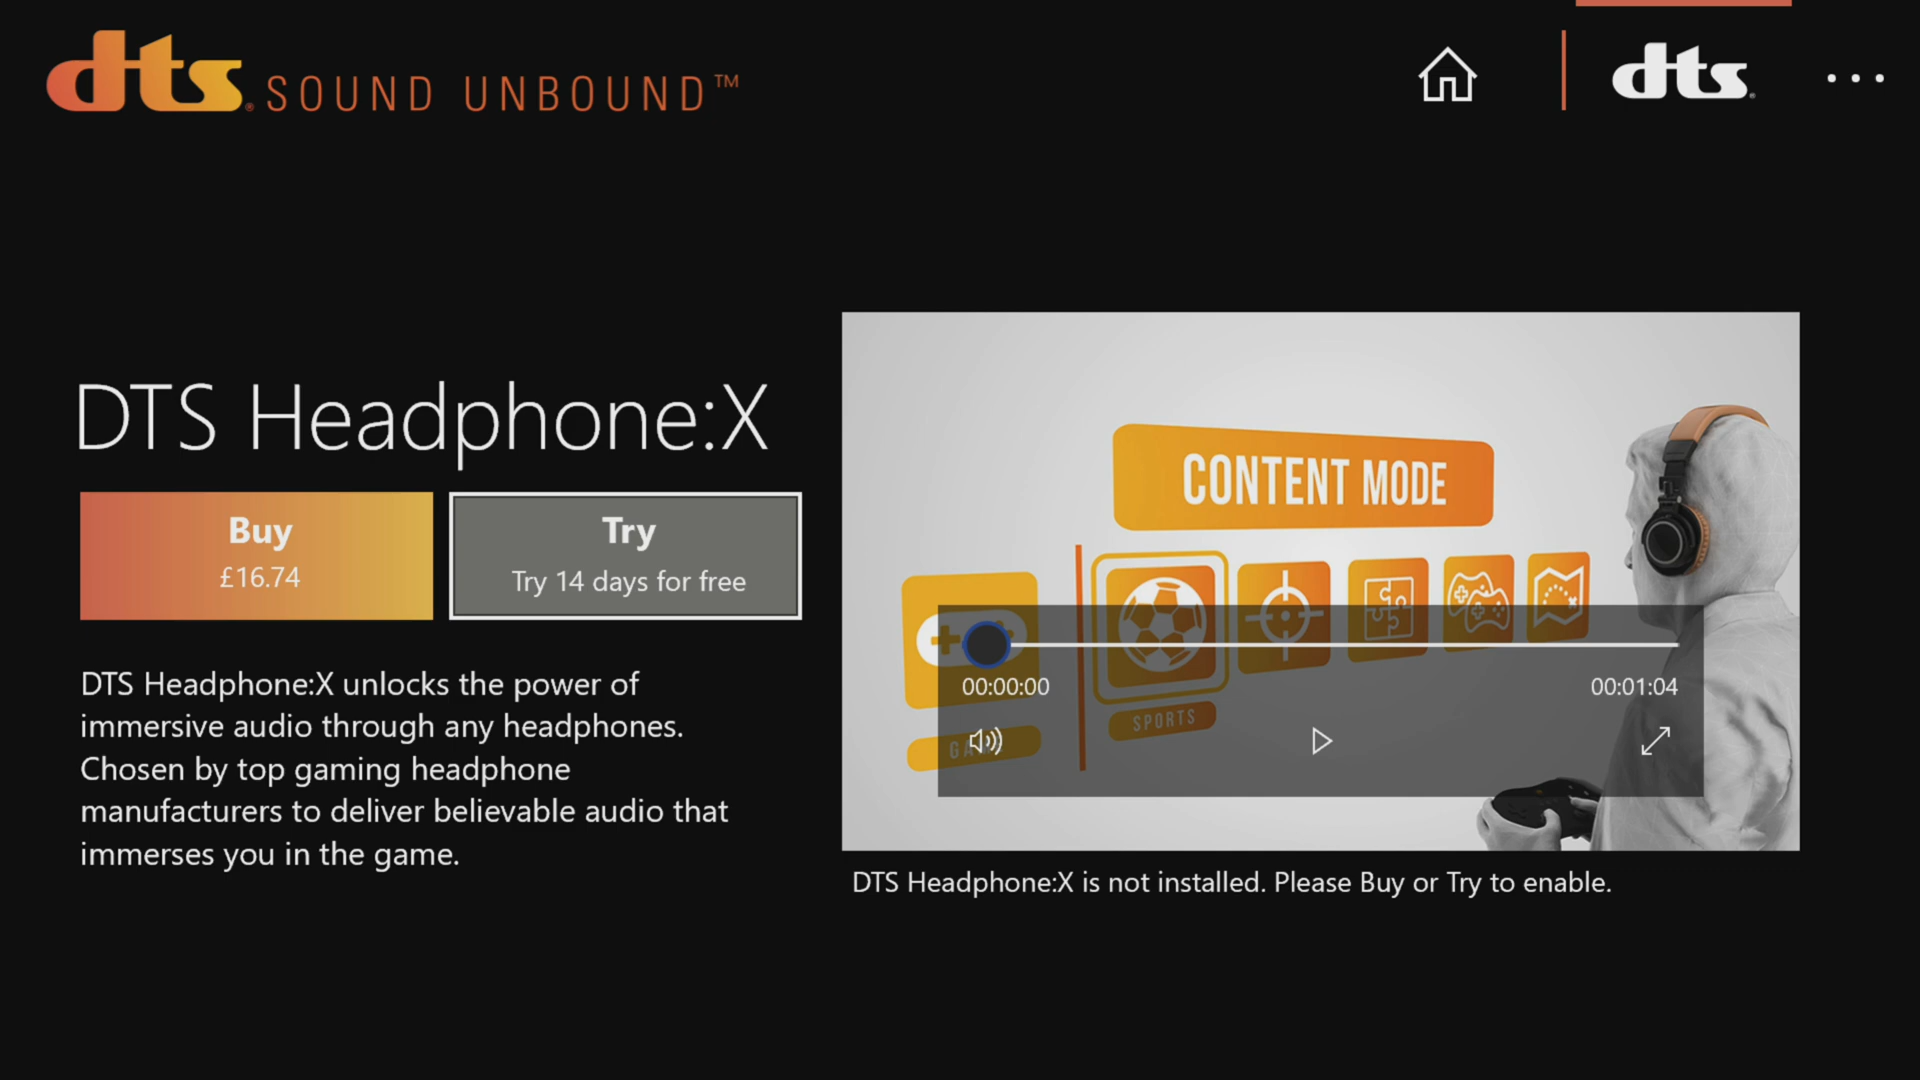 dts® SOUND UNBOUND™
dts®
DTS Headphone:X
Buy
£16.74
Try
Try 14 days for free
DTS Headphone:X unlocks the power of
immersive audio through any headphones.
Chosen by top gaming headphone
manufacturers to deliver believable audio that
immerses you in the game.
CONTENT MODE
SPORTS
00:00:00
00:01:04
DTS Headphone:X is not installed. Please Buy or Try to enable.